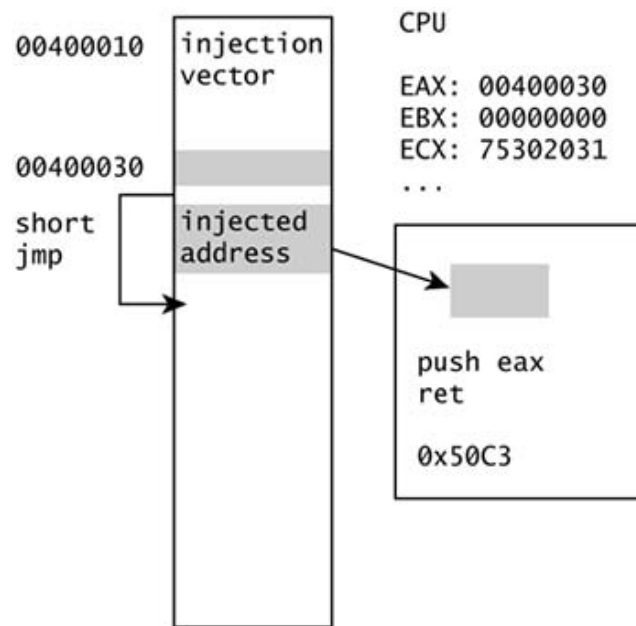 00400010
injection
vector
00400030
short
jmp
injected
address
CPU
EAX: 00400030
EBX: 00000000
ECX: 75302031
...
push eax
ret
0x50C3